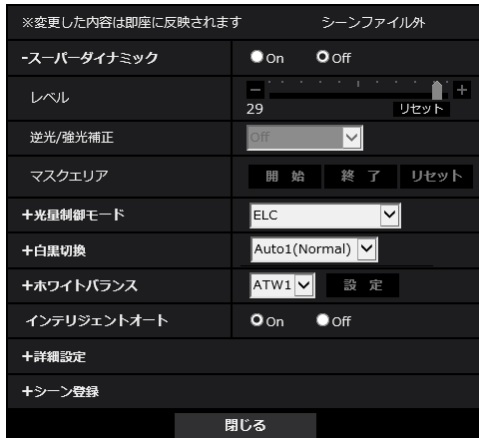 ※変更した内容は即座に反映されます シーンファイル外
-スーパーダイナミック On Off
レベル - + 29 リセット
逆光/強光補正 Off
マスクエリア 開始 終了 リセット
+光量制御モード ELC
+白黒切換 Auto1(Normal)
+ホワイトバランス ATW1 設定
インテリジェントオート On Off
+詳細設定
+シーン登録
閉じる